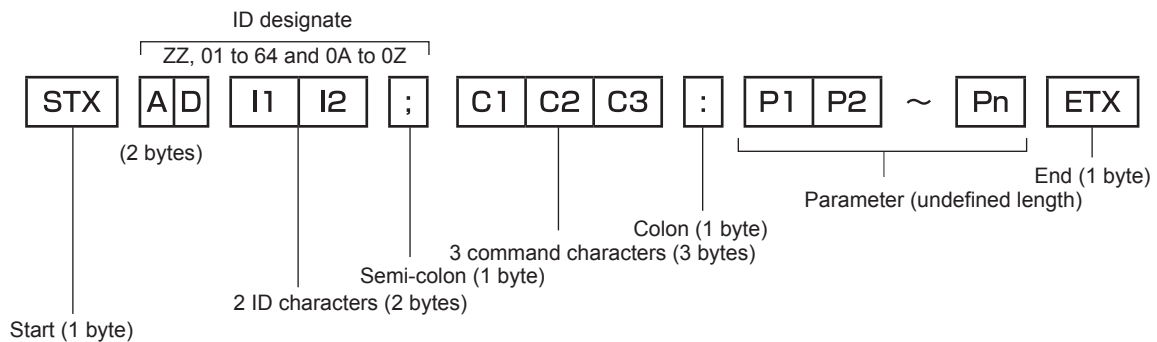 ID designate
ZZ, 01 to 64 and 0A to 0Z
STX A D I1 I2 ; C1 C2 C3 : P1 P2 ～ Pn ETX
(2 bytes)
End (1 byte)
Parameter (undefined length)
Colon (1 byte)
3 command characters (3 bytes)
Semi-colon (1 byte)
2 ID characters (2 bytes)
Start (1 byte)